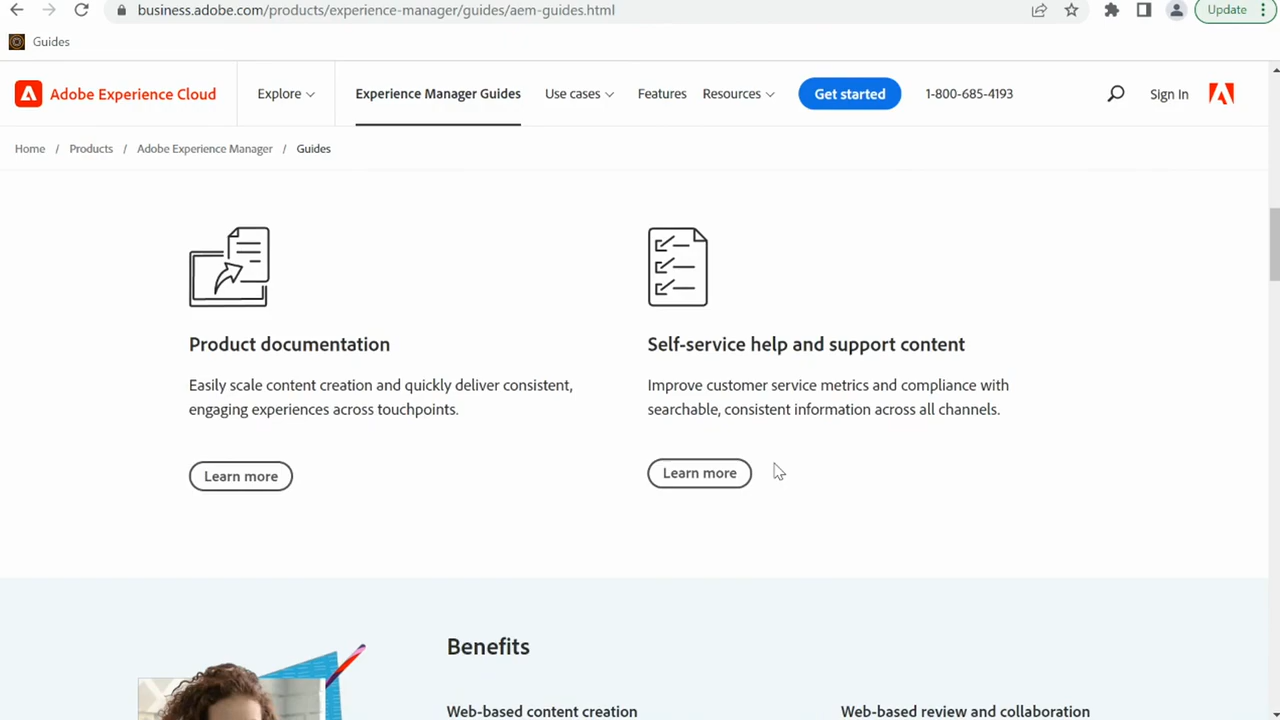 business.adobe.com/products/experience-manager/guides/aem-guides.html
Update
Guides
Adobe Experience Cloud
Explore
Experience Manager Guides
Use cases
Features
Resources
Get started
1-800-685-4193
Sign In
Home / Products / Adobe Experience Manager / Guides
Product documentation
Easily scale content creation and quickly deliver consistent,
engaging experiences across touchpoints.
Learn more
Self-service help and support content
Improve customer service metrics and compliance with
searchable, consistent information across all channels.
Learn more
Benefits
Web-based content creation
Web-based review and collaboration